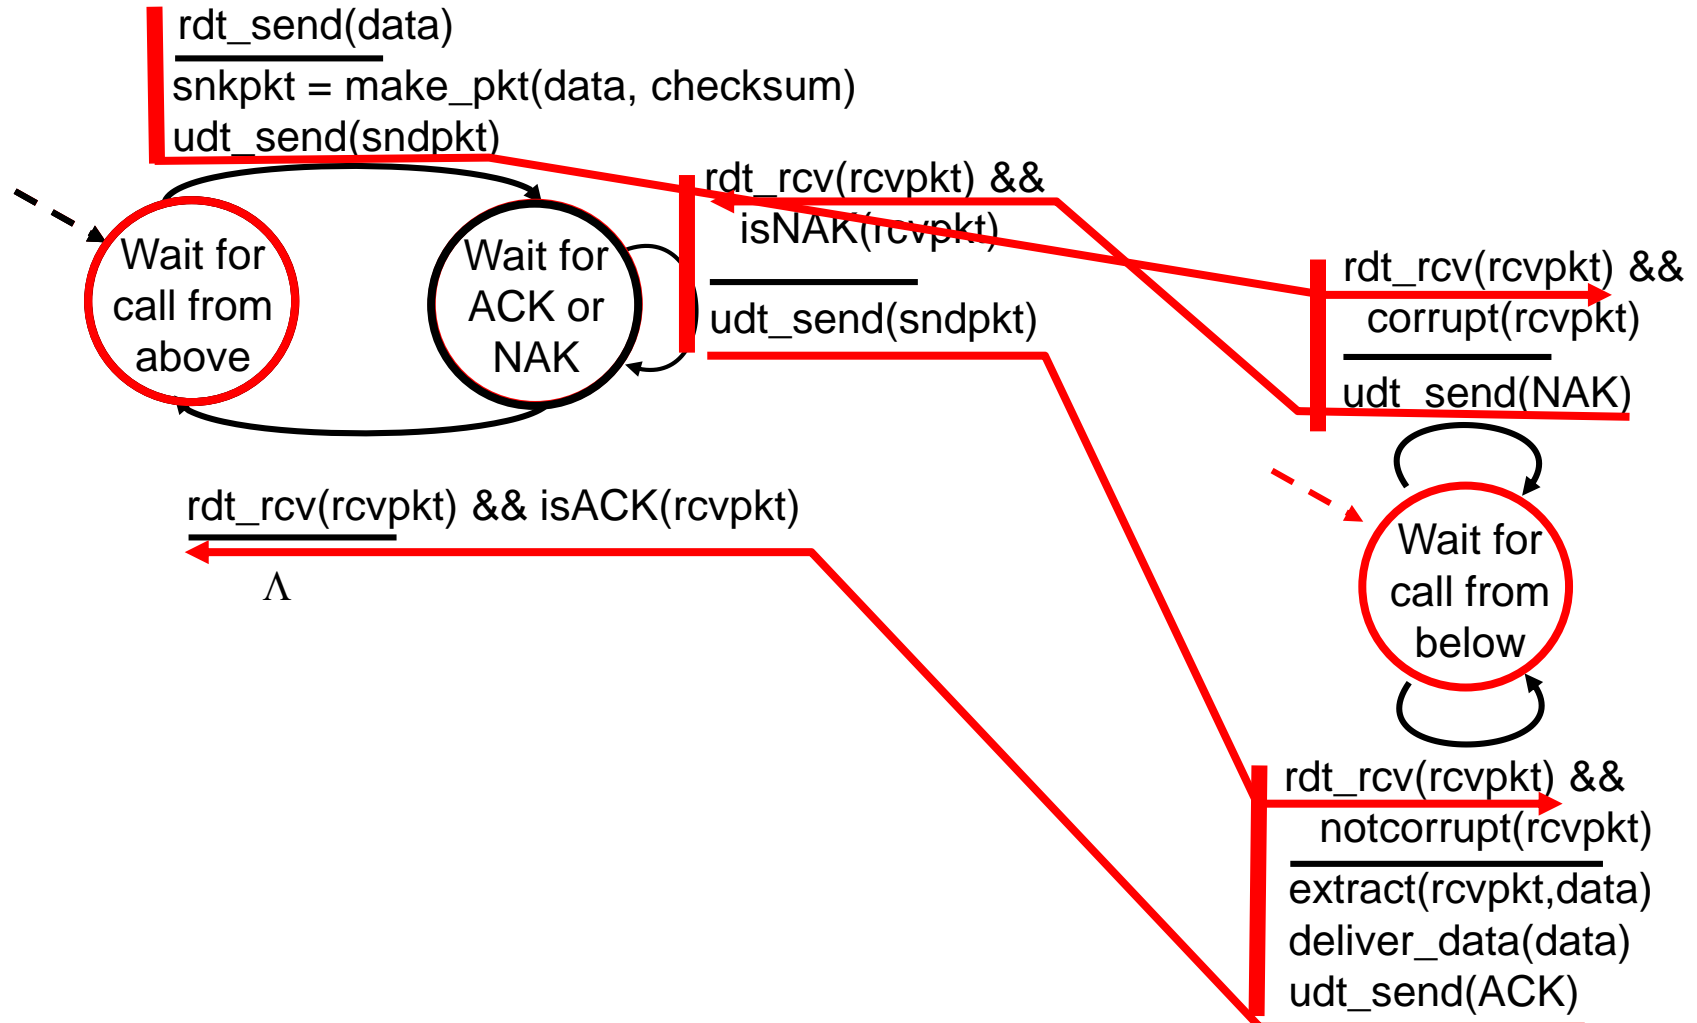 rdt_send(data)
snkpkt = make_pkt(data, checksum)
udt_send(sndpkt)
Wait for
call from
above
Wait for
ACK or
NAK
rdt_rcv(rcvpkt) &&
isNAK(rcvpkt)
udt_send(sndpkt)
rdt_rcv(rcvpkt) && isACK(rcvpkt)
Λ
rdt_rcv(rcvpkt) &&
corrupt(rcvpkt)
udt_send(NAK)
Wait for
call from
below
rdt_rcv(rcvpkt) &&
notcorrupt(rcvpkt)
extract(rcvpkt,data)
deliver_data(data)
udt_send(ACK)